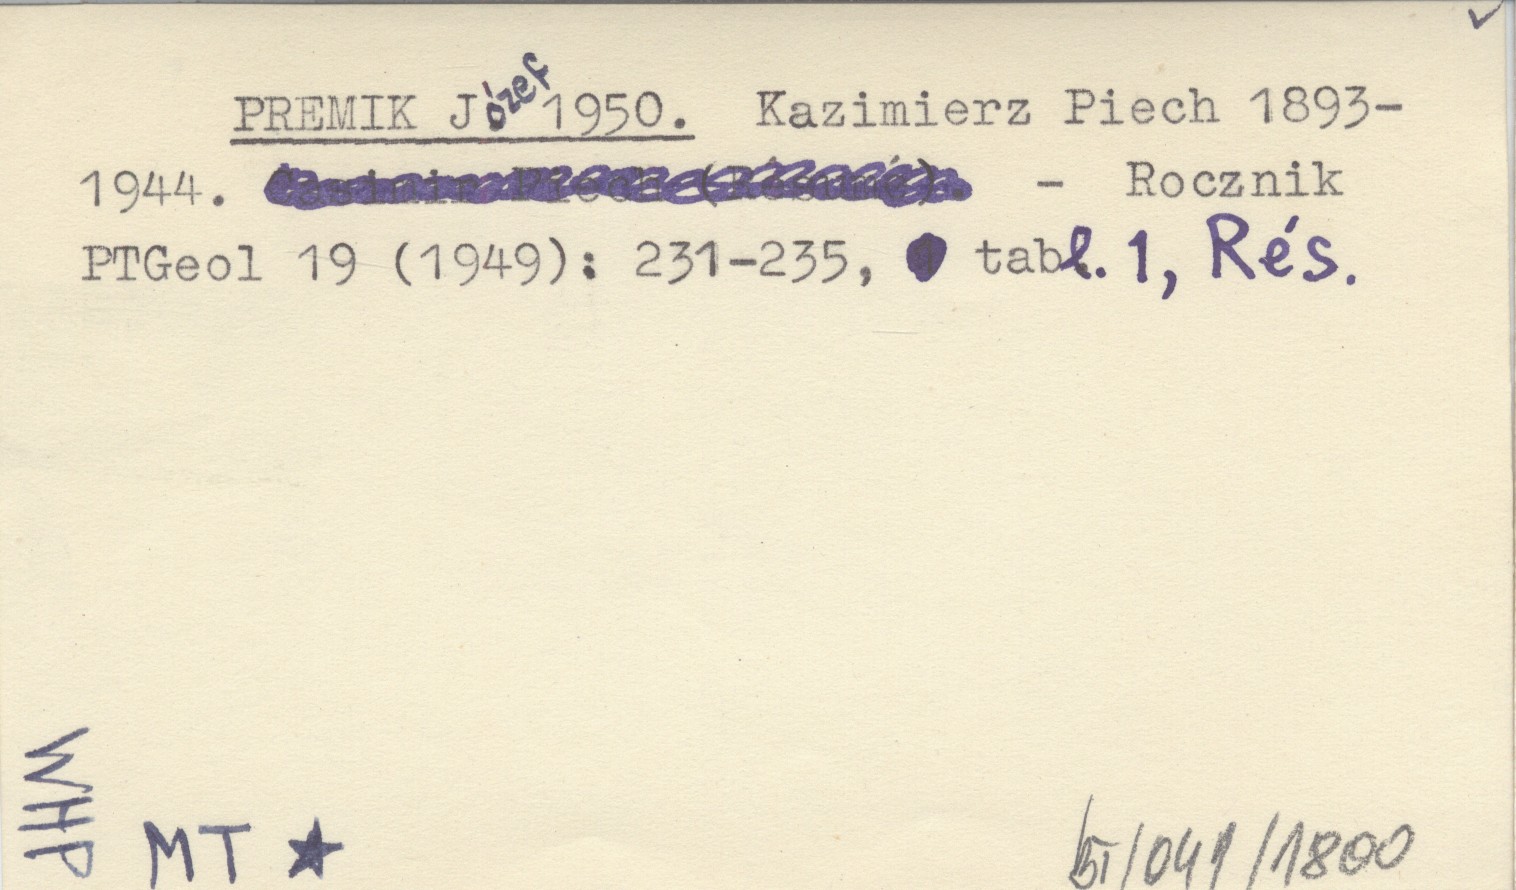 PREMIK Józef 1950. Kazimierz Piech 1893-
1944. - Rocznik
PTGeol 19 (1949): 231-235, tabl. 1, Rés.
WHP
MT ★
/041/1800